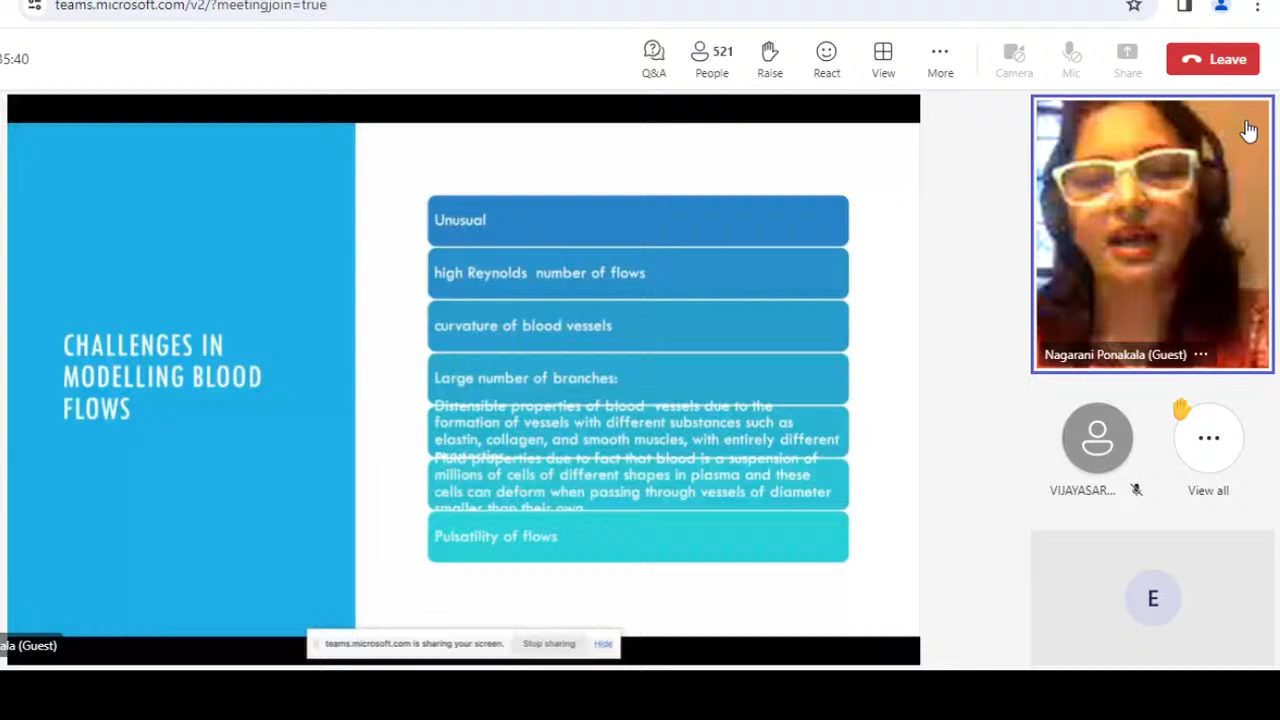 teams.microsoft.com/v2/?meetingjoin=true
35:40
Q&A
521
People
Raise
React
View
More
Camera
Mic
Share
Leave
CHALLENGES IN
MODELLING BLOOD
FLOWS
Unusual
high Reynolds number of flows
curvature of blood vessels
Large number of branches:
Distensible properties of blood vessels due to the
formation of vessels with different substances such as
elastin, collagen, and smooth muscles, with entirely different
Fluid properties due to fact that blood is a suspension of
millions of cells of different shapes in plasma and these
cells can deform when passing through vessels of diameter
smaller than their own.
Pulsatility of flows
teams.microsoft.com is sharing your screen.
Stop sharing
Hide
ala (Guest)
Nagarani Ponakala (Guest) ...
VIJAYASAR...
View all
E